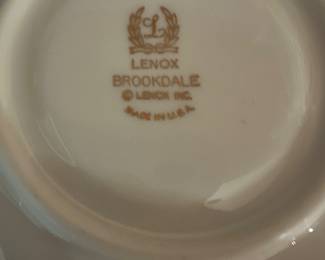 L
LENOX
BROOKDALE
© LENOX INC.
MADE IN U.S.A.